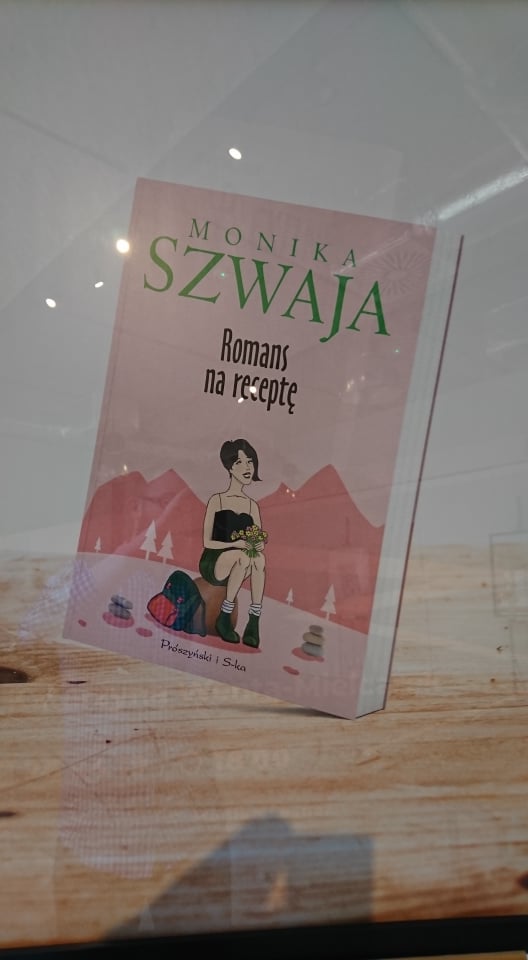 MONIKA
SZWAJA
Romans
na receptę
Prószyński i S-ka